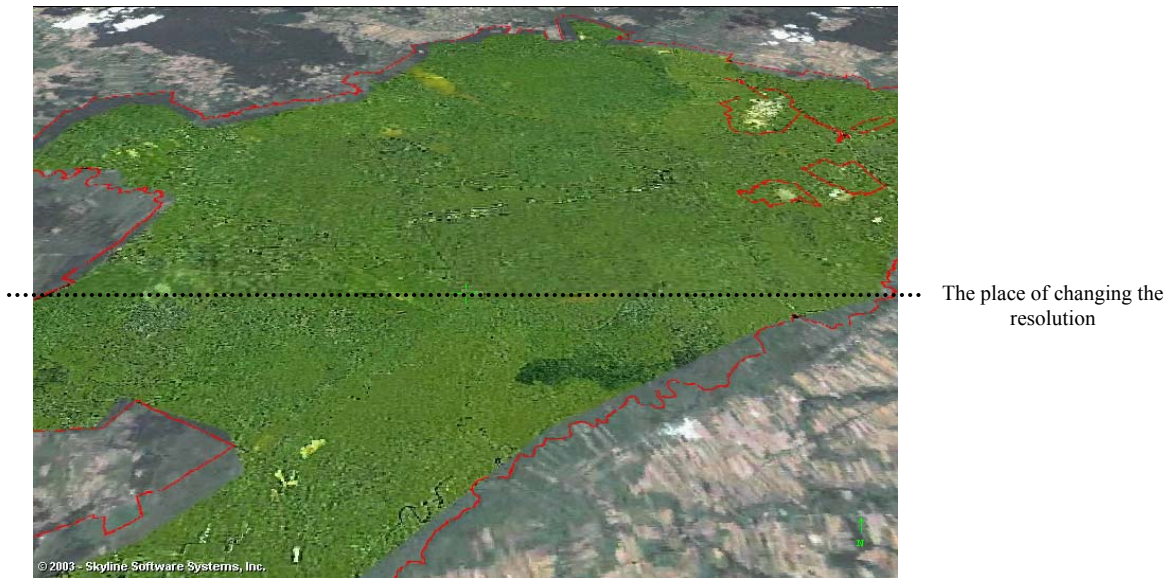 The place of changing the
resolution
N
© 2003 - Skyline Software Systems, Inc.